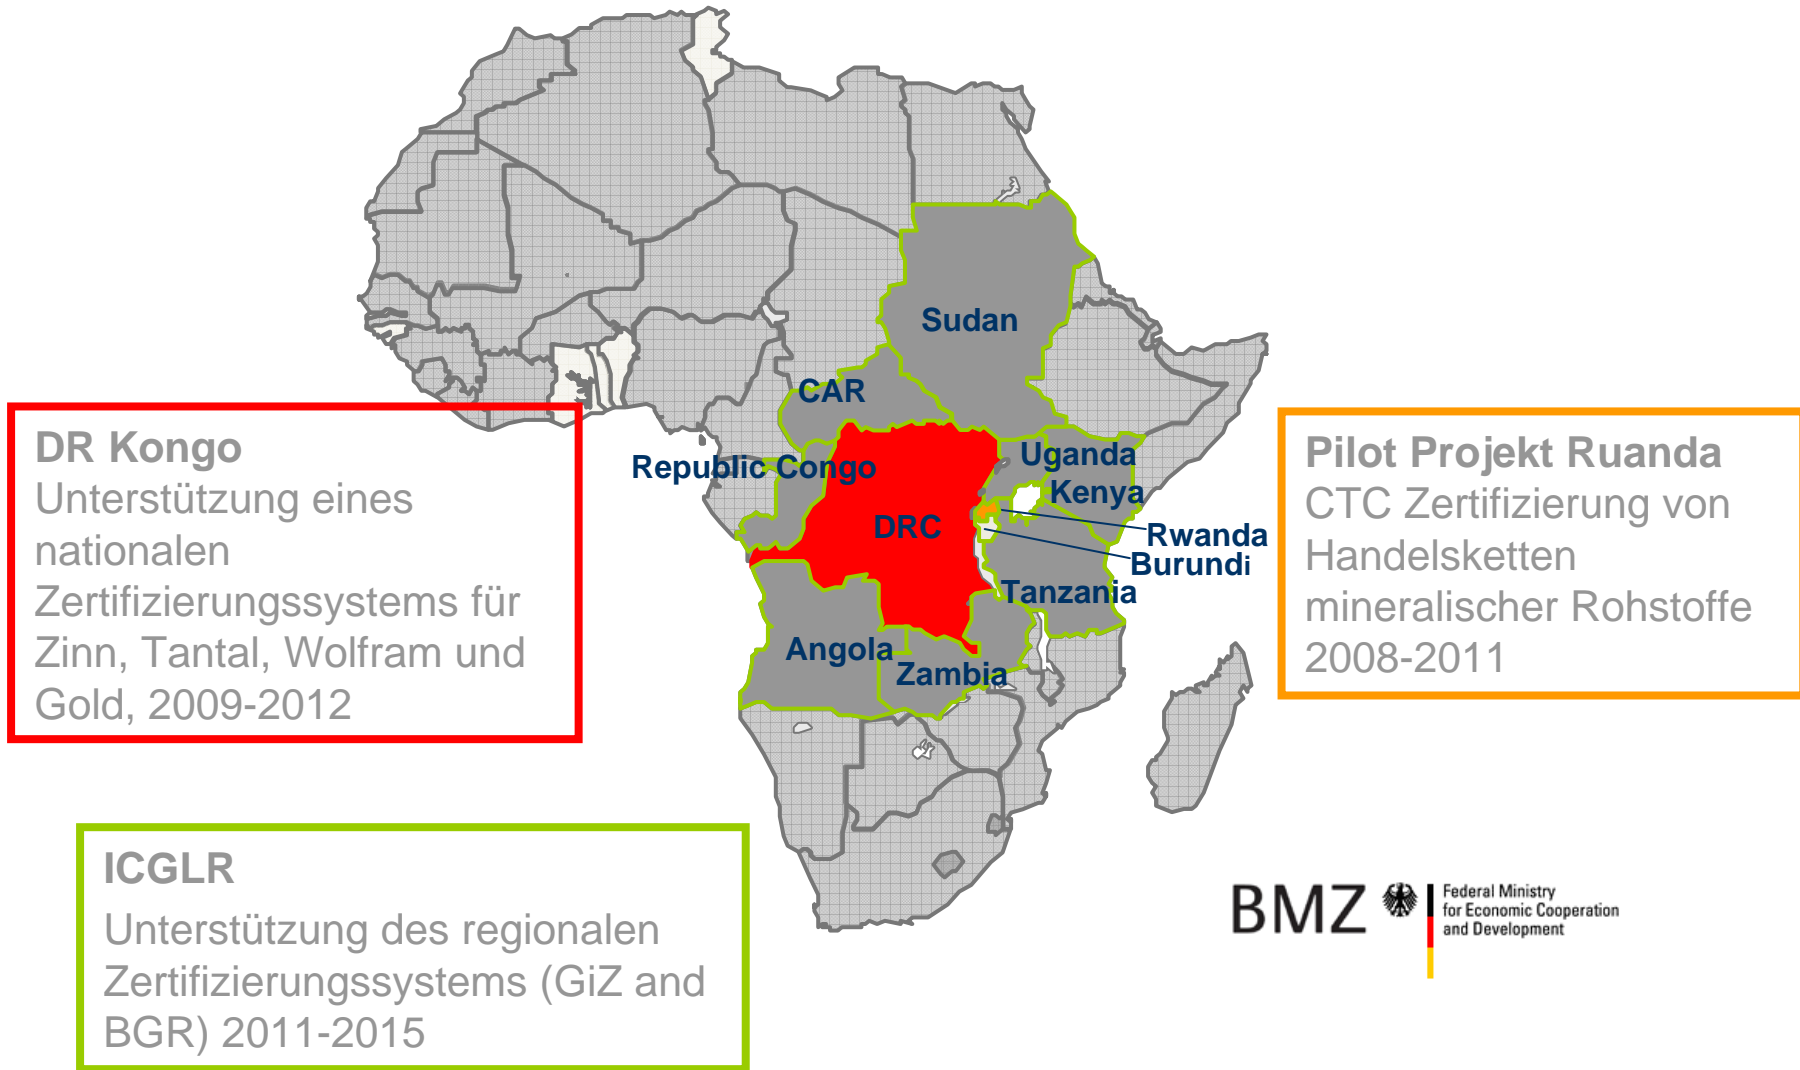 Sudan
CAR
Republic Congo
Uganda
Kenya
DRC
Rwanda
Burundi
Tanzania
Angola
Zambia
DR Kongo
Unterstützung eines
nationalen
Zertifizierungssystems für
Zinn, Tantal, Wolfram und
Gold, 2009-2012
Pilot Projekt Ruanda
CTC Zertifizierung von
Handelsketten
mineralischer Rohstoffe
2008-2011
ICGLR
Unterstützung des regionalen
Zertifizierungssystems (GiZ and
BGR) 2011-2015
BMZ
Federal Ministry
for Economic Cooperation
and Development